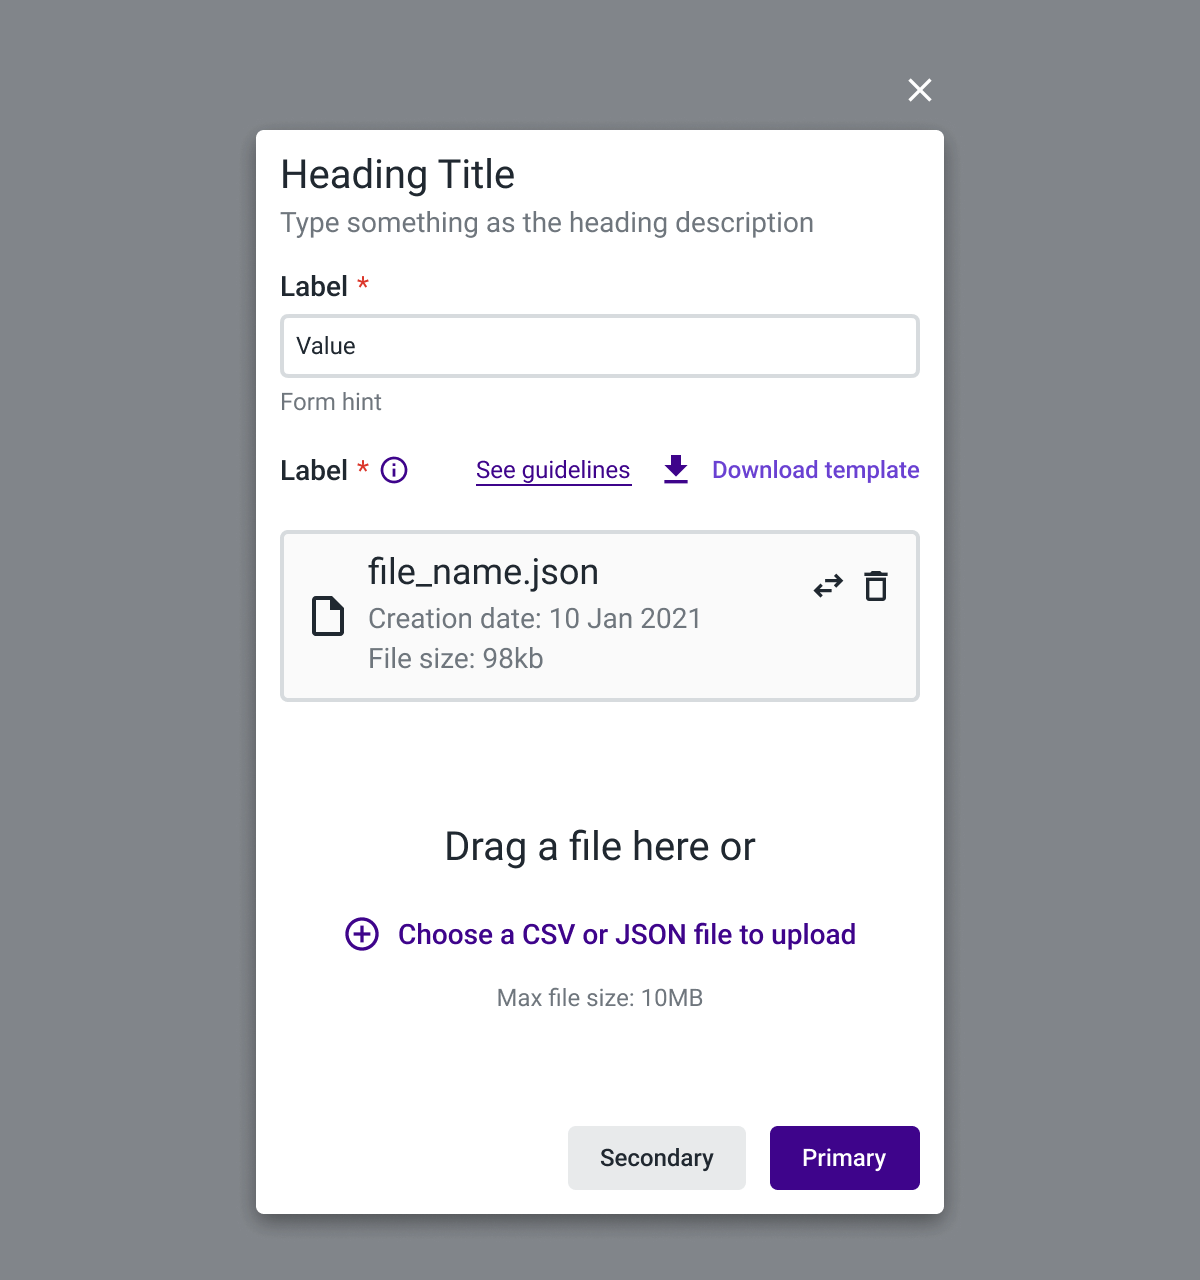 Heading Title
Type something as the heading description
Label *
Value
Form hint
Label * See guidelines Download template
file_name.json
Creation date: 10 Jan 2021
File size: 98kb
Drag a file here or
Choose a CSV or JSON file to upload
Max file size: 10MB
Secondary Primary